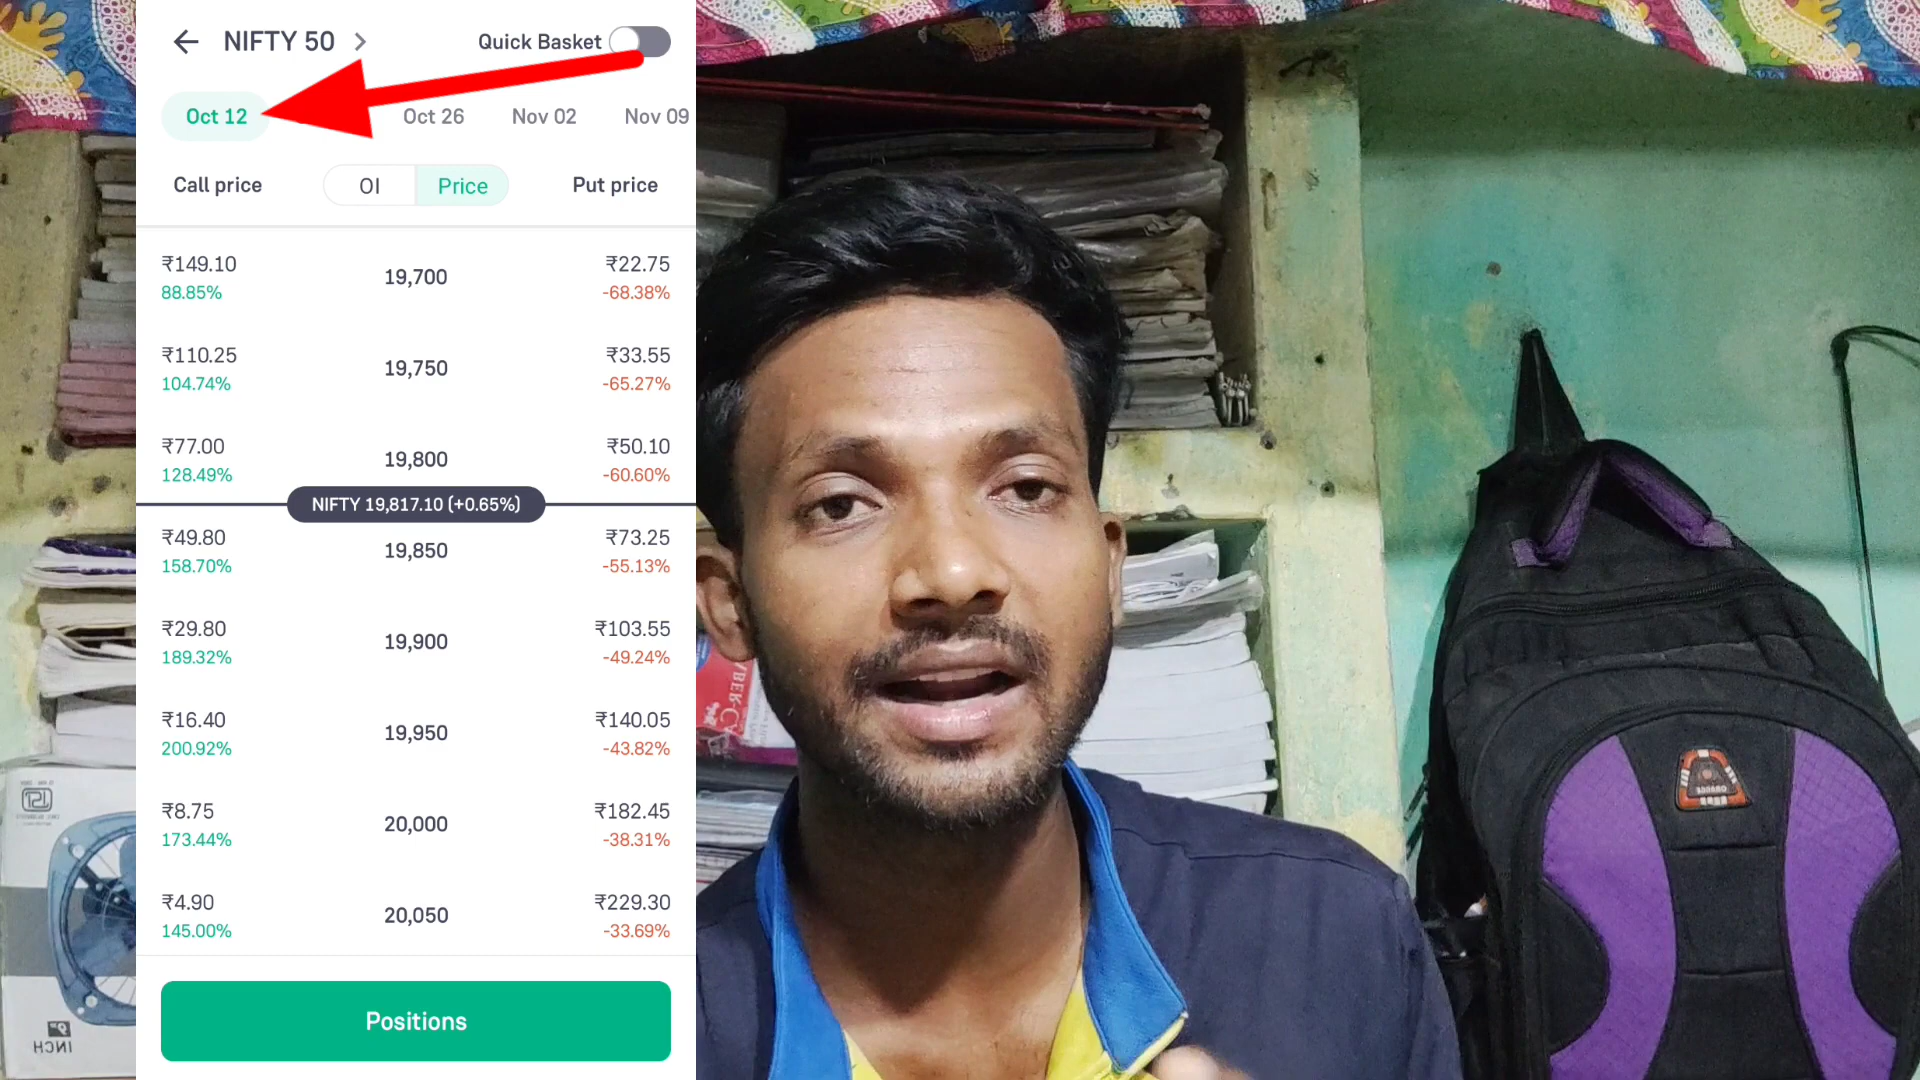 NIFTY 50
Quick Basket
Oct 12
Oct 26
Nov 02
Nov 09
Call price
OI
Price
Put price
₹149.10 19,700 ₹22.75
88.85% -68.38%
₹110.25 19,750 ₹33.55
104.74% -65.27%
₹77.00 19,800 ₹50.10
128.49% -60.60%
NIFTY 19,817.10 (+0.65%)
₹49.80 19,850 ₹73.25
158.70% -55.13%
₹29.80 19,900 ₹103.55
189.32% -49.24%
₹16.40 19,950 ₹140.05
200.92% -43.82%
₹8.75 20,000 ₹182.45
173.44% -38.31%
₹4.90 20,050 ₹229.30
145.00% -33.69%
Positions
INCH